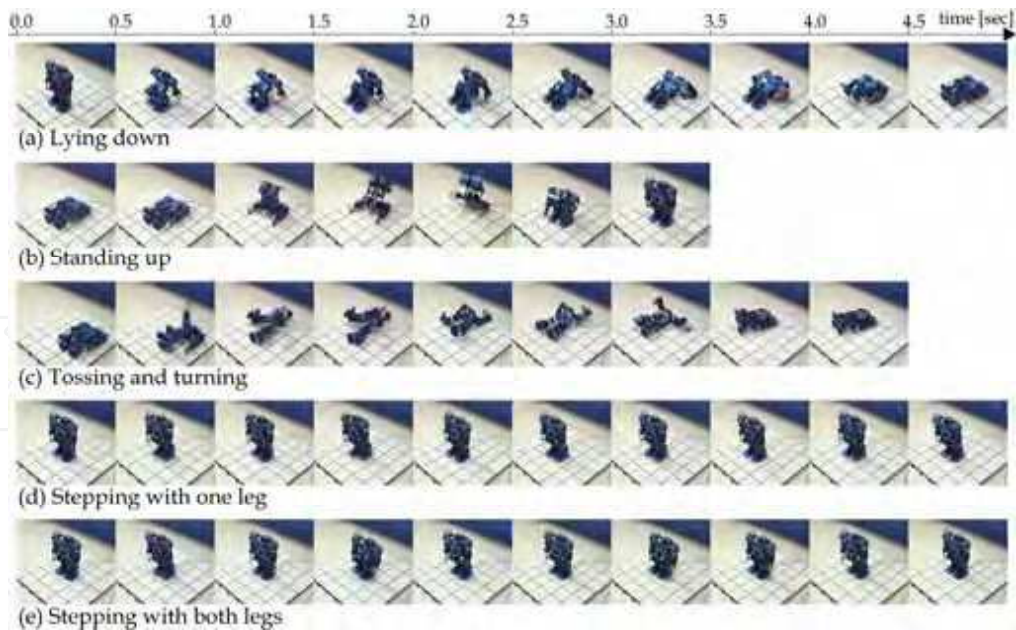 0.0 0.5 1.0 1.5 2.0 2.5 3.0 3.5 4.0 4.5 time [sec]
(a) Lying down
(b) Standing up
(c) Tossing and turning
(d) Stepping with one leg
(e) Stepping with both legs